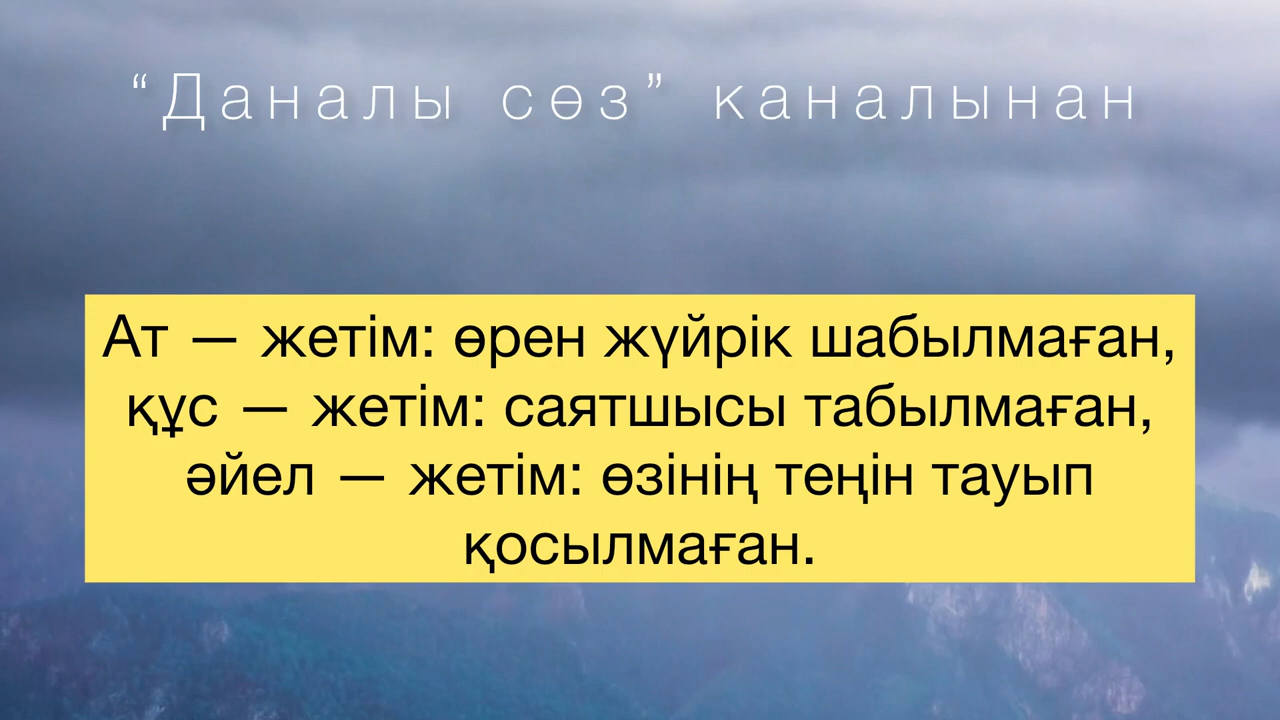 “Даналы сөз” каналынан
Ат — жетім: өрен жүйрік шабылмаған,
құс — жетім: саятшысы табылмаған,
әйел — жетім: өзінің теңін тауып
қосылмаған.